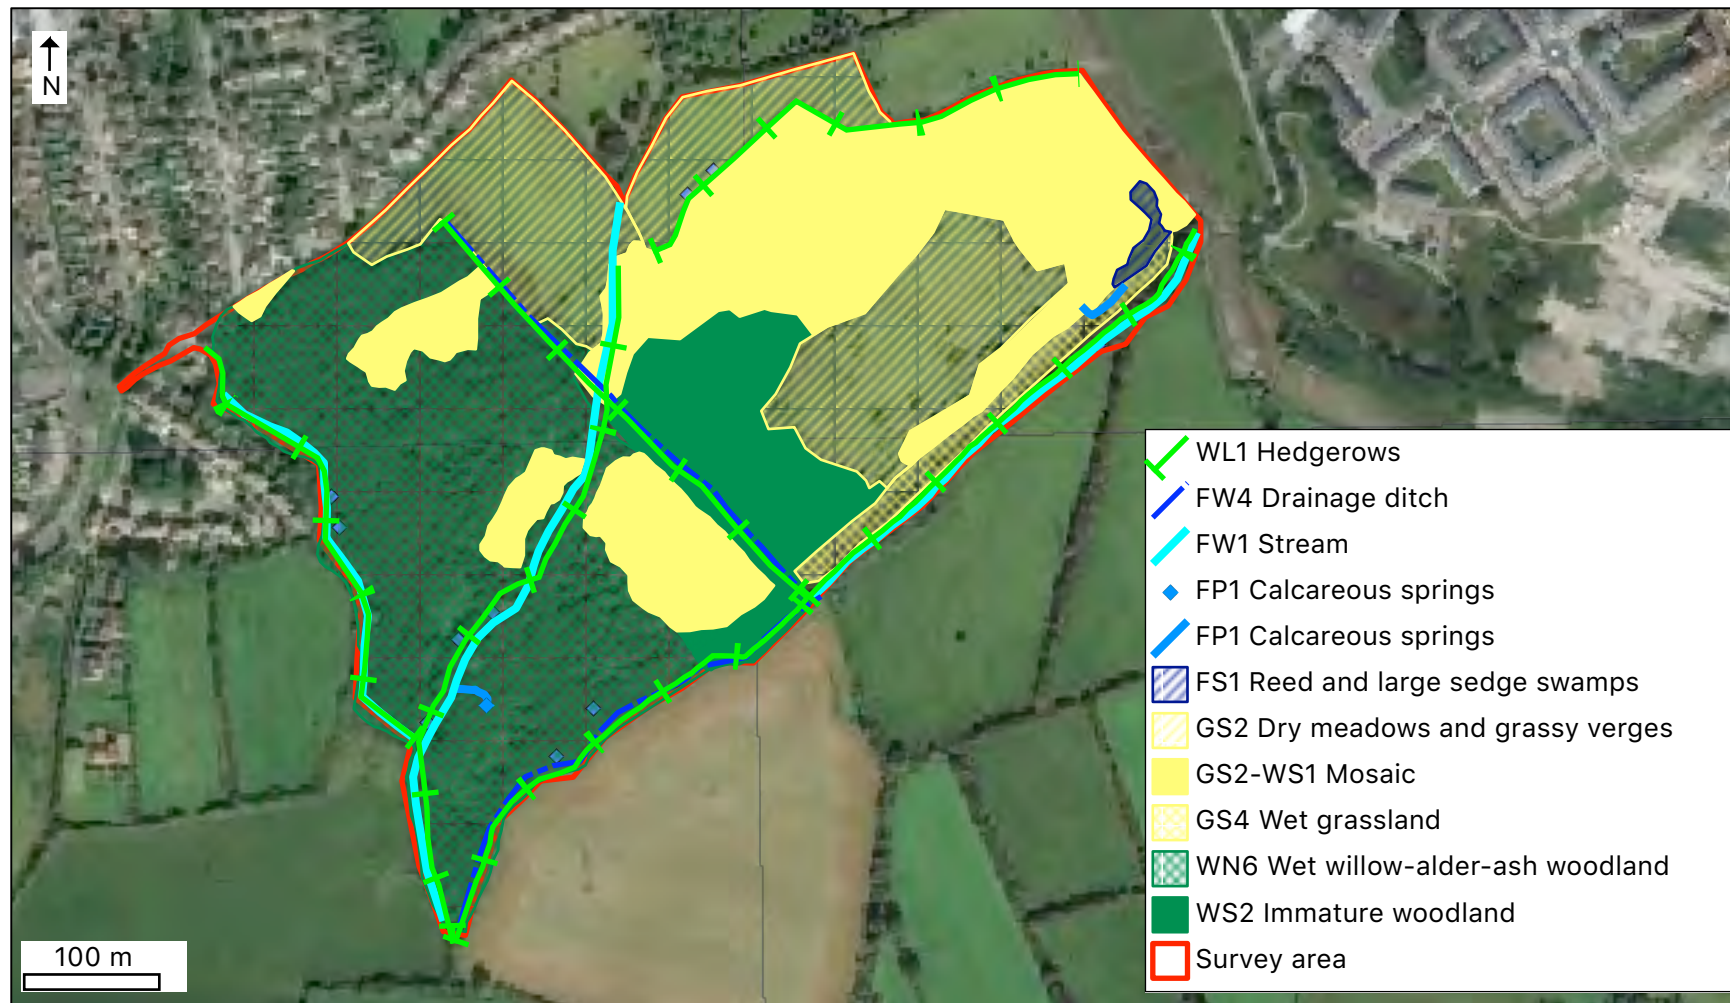 N
WL1 Hedgerows
FW4 Drainage ditch
FW1 Stream
FP1 Calcareous springs
FP1 Calcareous springs
FS1 Reed and large sedge swamps
GS2 Dry meadows and grassy verges
GS2-WS1 Mosaic
GS4 Wet grassland
WN6 Wet willow-alder-ash woodland
WS2 Immature woodland
Survey area
100 m